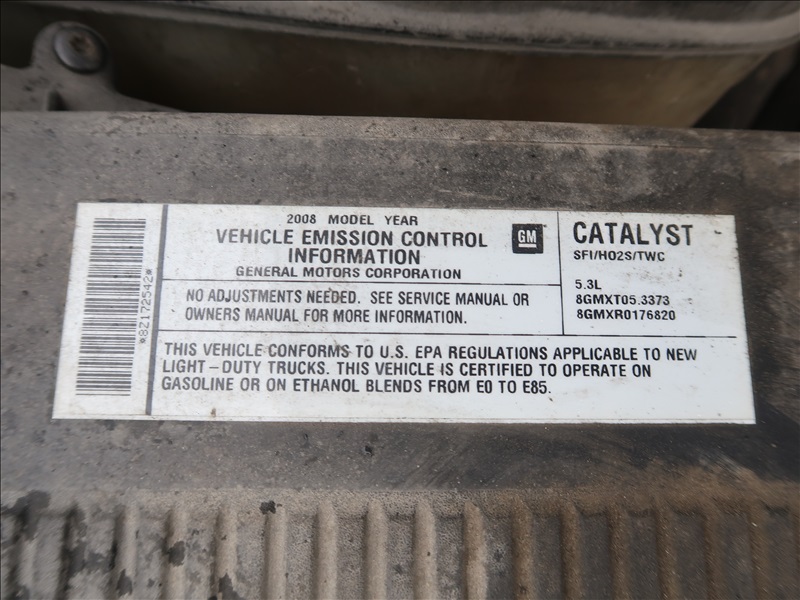 *82172542*
2008 MODEL YEAR
VEHICLE EMISSION CONTROL
INFORMATION
GENERAL MOTORS CORPORATION
GM
NO ADJUSTMENTS NEEDED. SEE SERVICE MANUAL OR
OWNERS MANUAL FOR MORE INFORMATION.
CATALYST
SFI/HO2S/TWC
5.3L
8GMXT05.3373
8GMXR0176820
THIS VEHICLE CONFORMS TO U.S. EPA REGULATIONS APPLICABLE TO NEW
LIGHT-DUTY TRUCKS. THIS VEHICLE IS CERTIFIED TO OPERATE ON
GASOLINE OR ON ETHANOL BLENDS FROM E0 TO E85.